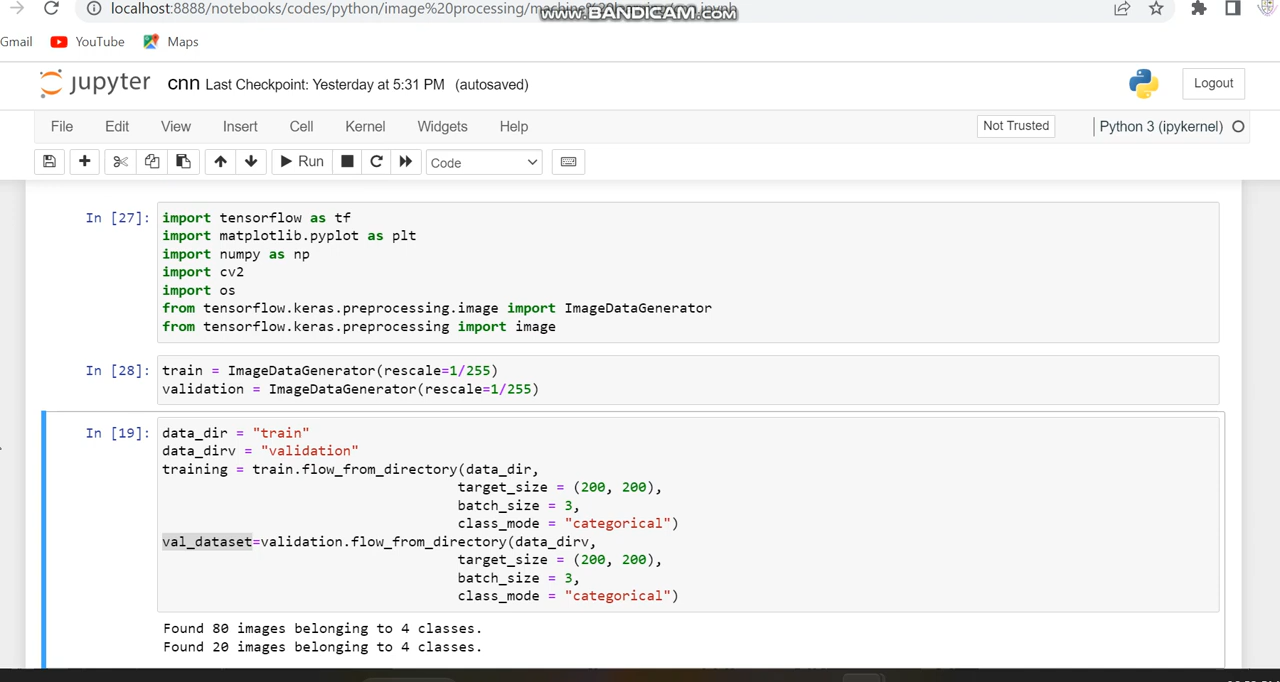 localhost:8888/notebooks/codes/python/image%20processing/machine
www.BANDICAM.com
Gmail YouTube Maps
jupyter cnn Last Checkpoint: Yesterday at 5:31 PM (autosaved) Logout
File Edit View Insert Cell Kernel Widgets Help Not Trusted Python 3 (ipykernel)
Run Code
In [27]: import tensorflow as tf
import matplotlib.pyplot as plt
import numpy as np
import cv2
import os
from tensorflow.keras.preprocessing.image import ImageDataGenerator
from tensorflow.keras.preprocessing import image
In [28]: train = ImageDataGenerator(rescale=1/255)
validation = ImageDataGenerator(rescale=1/255)
In [19]: data_dir = "train"
data_dirv = "validation"
training = train.flow_from_directory(data_dir,
target_size = (200, 200),
batch_size = 3,
class_mode = "categorical")
val_dataset=validation.flow_from_directory(data_dirv,
target_size = (200, 200),
batch_size = 3,
class_mode = "categorical")
Found 80 images belonging to 4 classes.
Found 20 images belonging to 4 classes.